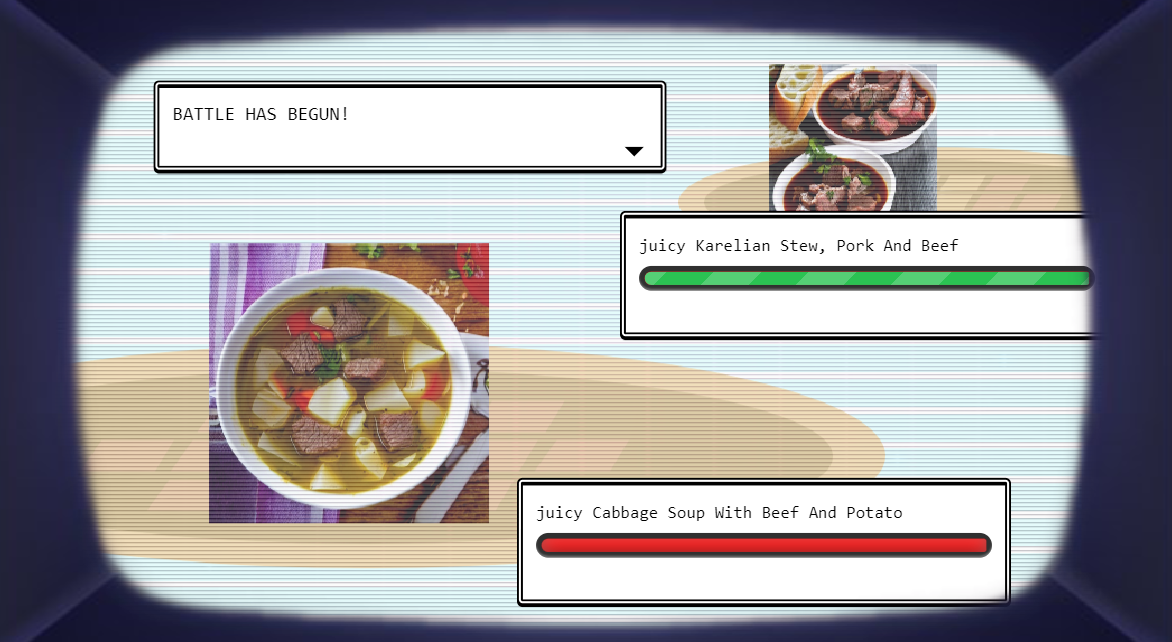 BATTLE HAS BEGUN!
juicy Karelian Stew, Pork And Beef
juicy Cabbage Soup With Beef And Potato